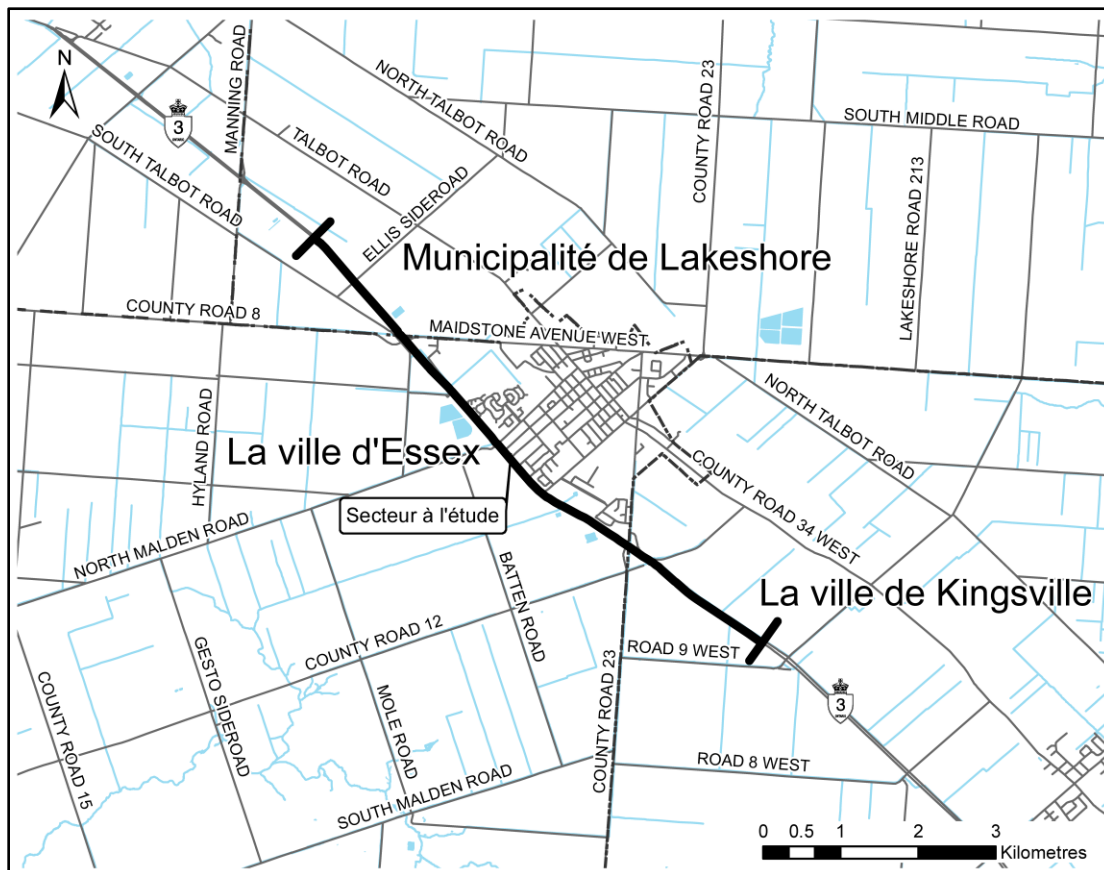 N
3
MANNING ROAD
NORTH TALBOT ROAD
COUNTY ROAD 23
SOUTH MIDDLE ROAD
SOUTH TALBOT ROAD
TALBOT ROAD
ELLIS SIDEROAD
LAKESHORE ROAD 213
Municipalité de Lakeshore
COUNTY ROAD 8
MAIDSTONE AVENUE WEST
HYLAND ROAD
La ville d'Essex
NORTH TALBOT ROAD
COUNTY ROAD 34 WEST
Secteur à l'étude
NORTH MALDEN ROAD
BATTEN ROAD
La ville de Kingsville
COUNTY ROAD 12
ROAD 9 WEST
GESTO SIDEROAD
MOLE ROAD
COUNTY ROAD 23
3
COUNTY ROAD 15
ROAD 8 WEST
SOUTH MALDEN ROAD
0 0.5 1 2 3
Kilometres